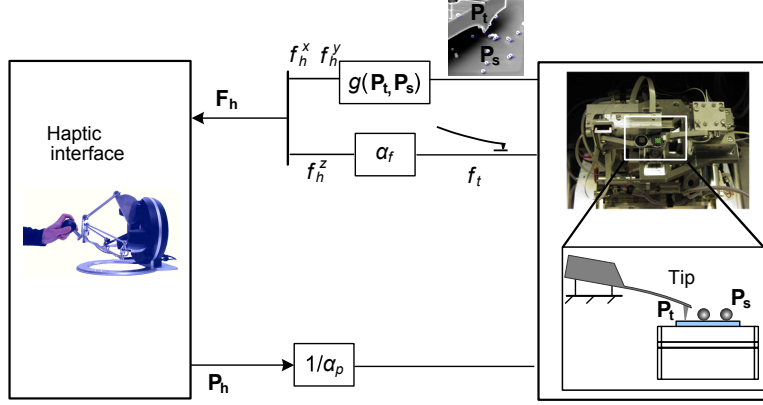 P_t
P_s
f_h^x f_h^y
g(P_t, P_s)
F_h
Haptic
interface
f_h^z
α_f
f_t
Tip
P_t
P_s
P_h
1/α_p